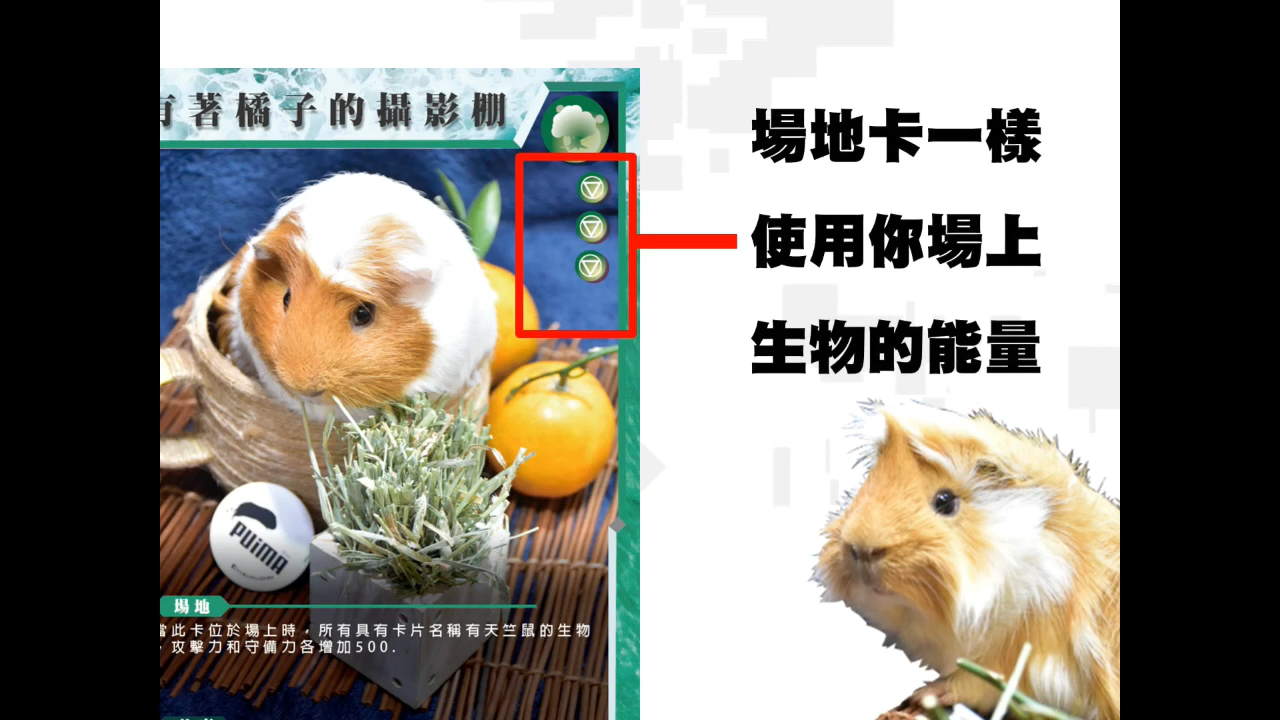 有著橘子的攝影棚
場地卡一樣
使用你場上
生物的能量
PUiMA
場地
當此卡位於場上時，所有具有卡片名稱有天竺鼠的生物
，攻擊力和守備力各增加500.